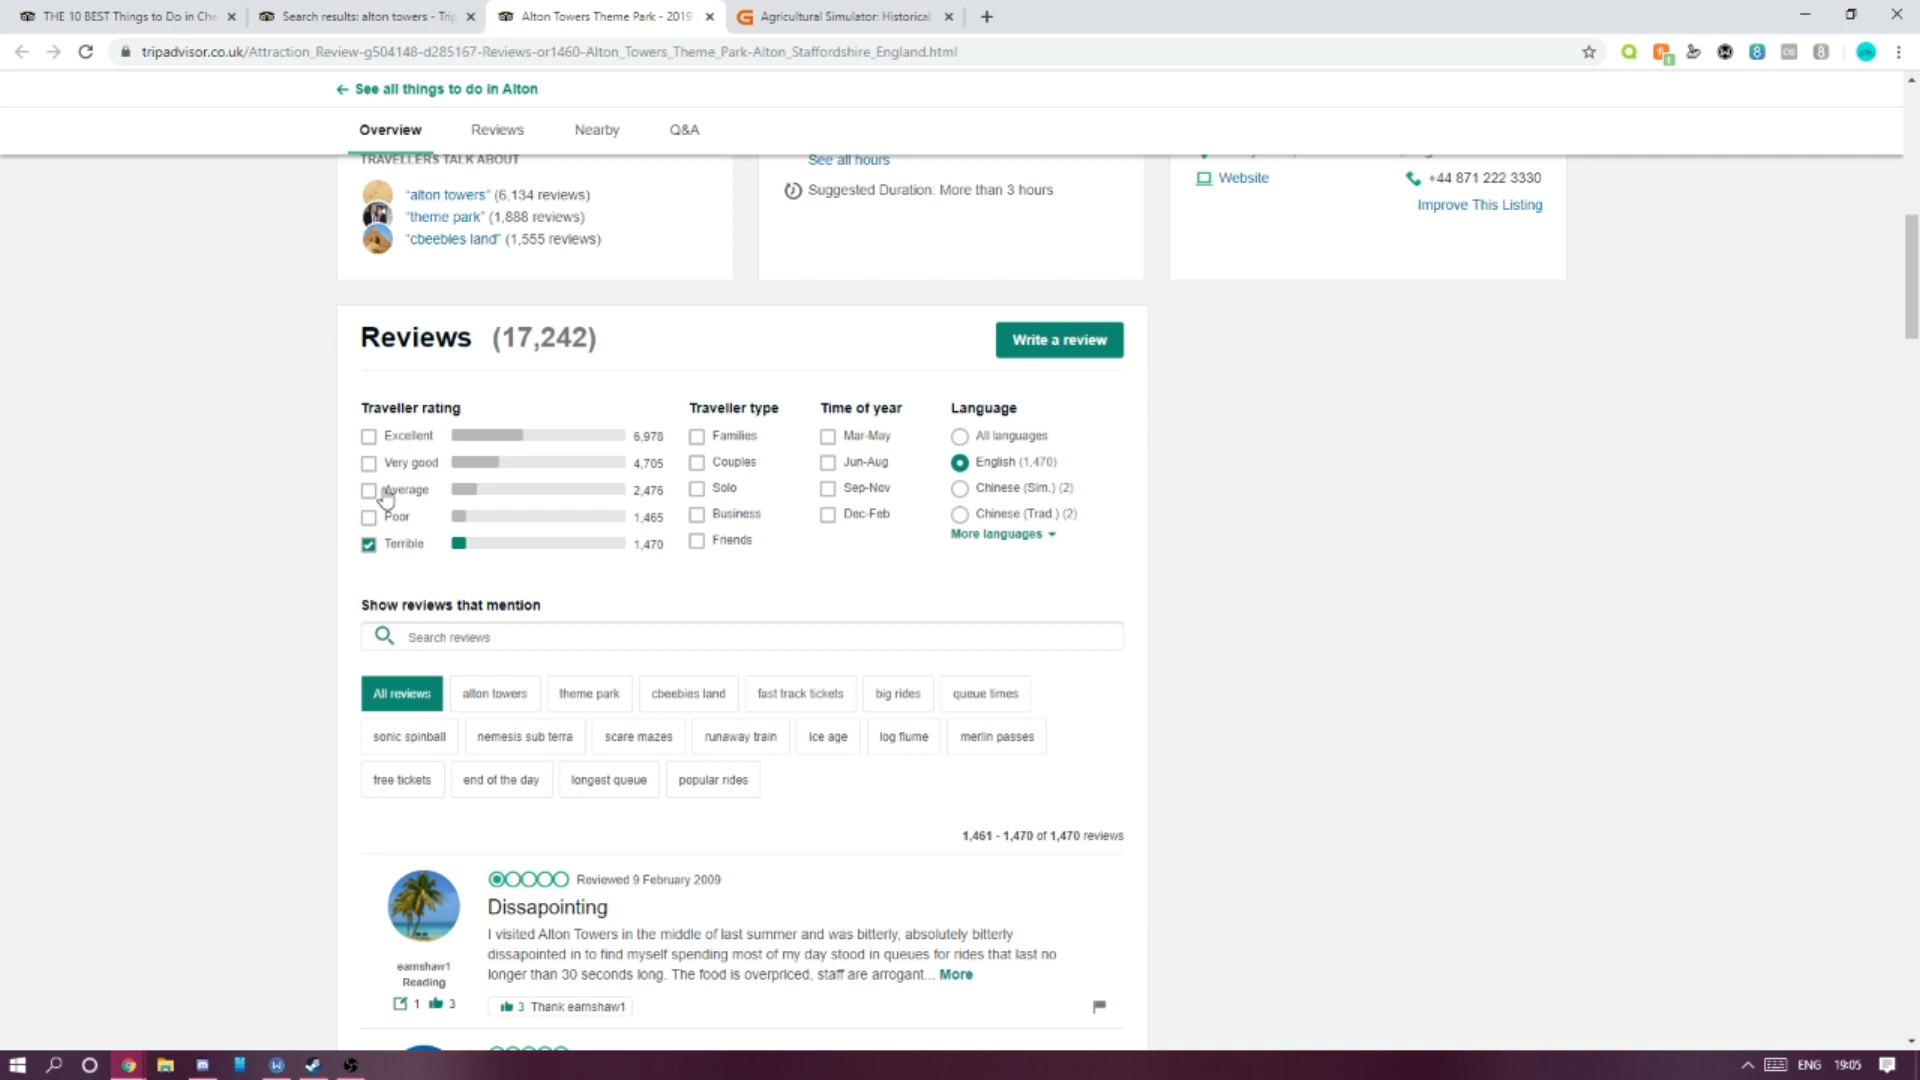 THE 10 BEST Things to Do in Che
Search results: alton towers - Trip
Alton Towers Theme Park - 2019
Agricultural Simulator: Historical
tripadvisor.co.uk/Attraction_Review-g504148-d285167-Reviews-or1460-Alton_Towers_Theme_Park-Alton_Staffordshire_England.html
See all things to do in Alton
Overview Reviews Nearby Q&A
TRAVELLERS TALK ABOUT
"alton towers" (6,134 reviews)
"theme park" (1,888 reviews)
"cbeebies land" (1,555 reviews)
See all hours
Suggested Duration: More than 3 hours
Website
+44 871 222 3330
Improve This Listing
Reviews (17,242)
Write a review
Traveller rating
Excellent 6,978
Very good 4,705
Average 2,476
Poor 1,465
Terrible 1,470
Traveller type
Families
Couples
Solo
Business
Friends
Time of year
Mar-May
Jun-Aug
Sep-Nov
Dec-Feb
Language
All languages
English (1,470)
Chinese (Sim.) (2)
Chinese (Trad.) (2)
More languages
Show reviews that mention
Search reviews
All reviews alton towers theme park cbeebies land fast track tickets big rides queue times
sonic spinball nemesis sub terra scare mazes runaway train ice age log flume merlin passes
free tickets end of the day longest queue popular rides
1,461 - 1,470 of 1,470 reviews
Reviewed 9 February 2009
Dissapointing
I visited Alton Towers in the middle of last summer and was bitterly, absolutely bitterly
dissapointed in to find myself spending most of my day stood in queues for rides that last no
longer than 30 seconds long. The food is overpriced, staff are arrogant... More
earnshaw1
Reading
1 3
3 Thank earnshaw1
ENG 19:05